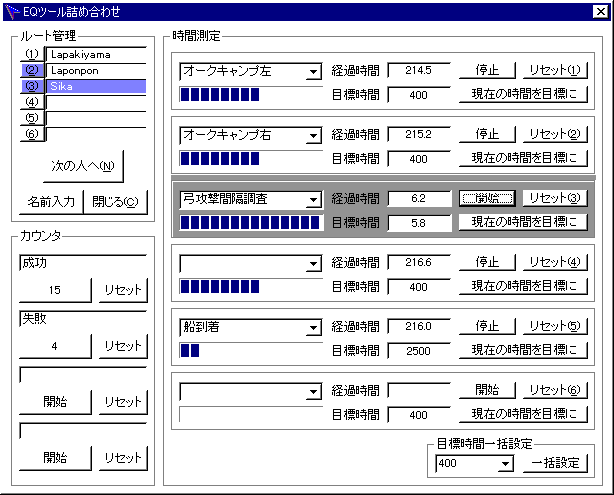 EQツール詰め合わせ
ルート管理
(1) Lapakiyama
(2) Laponpon
(3) Sika
(4)
(5)
(6)
次の人へ(N)
名前入力 閉じる(C)
カウンタ
成功
15 リセット
失敗
4 リセット
開始 リセット
開始 リセット
時間測定
オークキャンプ左 経過時間 214.5 停止 リセット(1)
目標時間 400 現在の時間を目標に
オークキャンプ右 経過時間 215.2 停止 リセット(2)
目標時間 400 現在の時間を目標に
弓攻撃間隔調査 経過時間 6.2 開始 リセット(3)
目標時間 5.8 現在の時間を目標に
経過時間 216.6 停止 リセット(4)
目標時間 400 現在の時間を目標に
船到着 経過時間 216.0 停止 リセット(5)
目標時間 2500 現在の時間を目標に
経過時間 開始 リセット(6)
目標時間 400 現在の時間を目標に
目標時間一括設定
400 一括設定